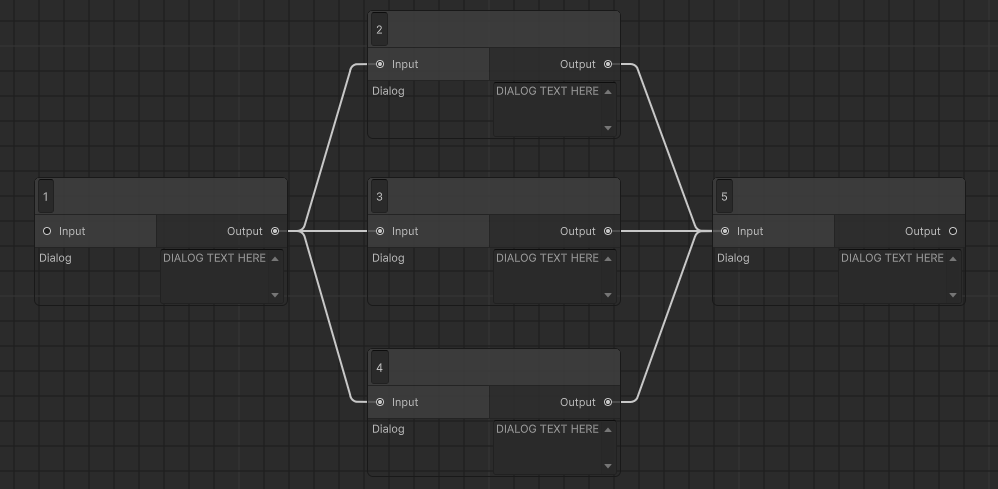 1
Input Output
Dialog DIALOG TEXT HERE
2
Input Output
Dialog DIALOG TEXT HERE
3
Input Output
Dialog DIALOG TEXT HERE
4
Input Output
Dialog DIALOG TEXT HERE
5
Input Output
Dialog DIALOG TEXT HERE